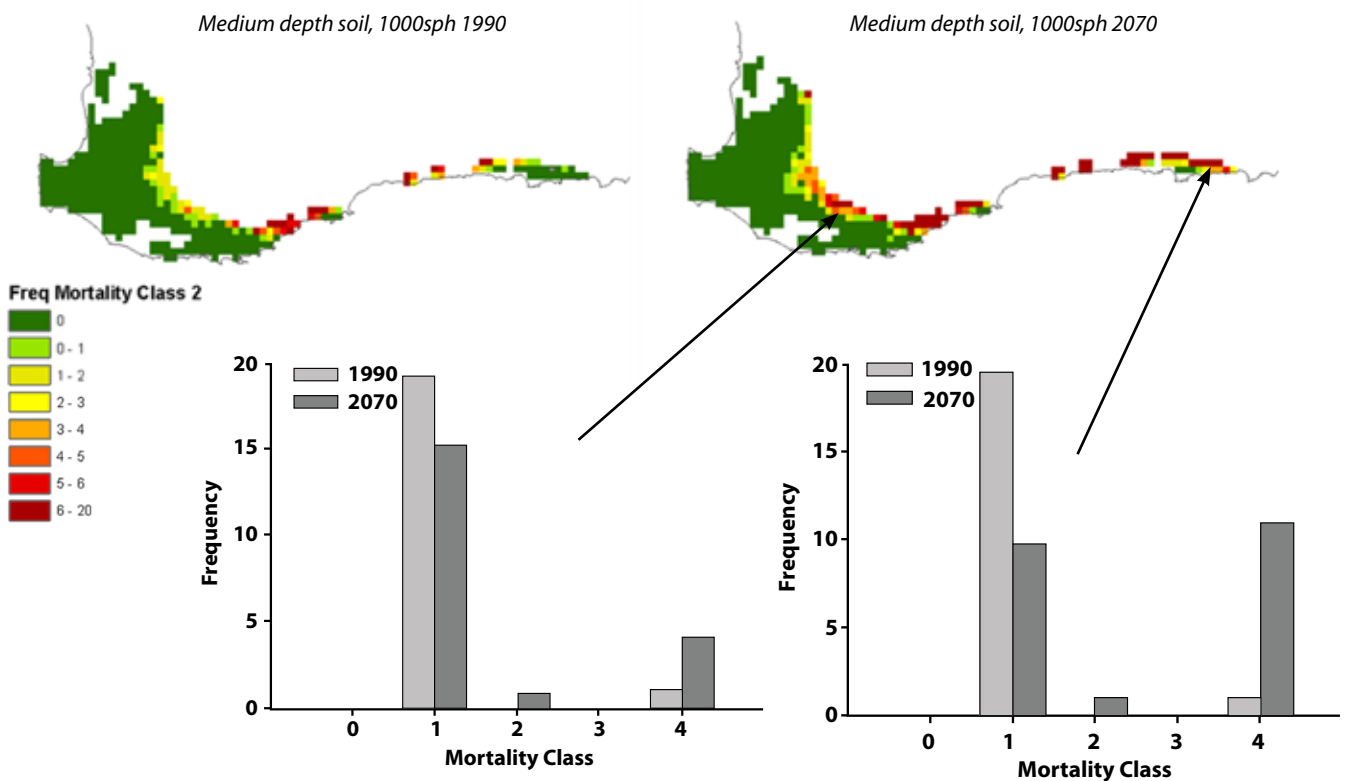 Medium depth soil, 1000sph 1990
Medium depth soil, 1000sph 2070
Freq Mortality Class 2
0
0 - 1
1 - 2
2 - 3
3 - 4
4 - 5
5 - 6
6 - 20
20
15
10
5
0
Frequency
1990
2070
0 1 2 3 4
Mortality Class
20
15
10
5
0
Frequency
1990
2070
0 1 2 3 4
Mortality Class